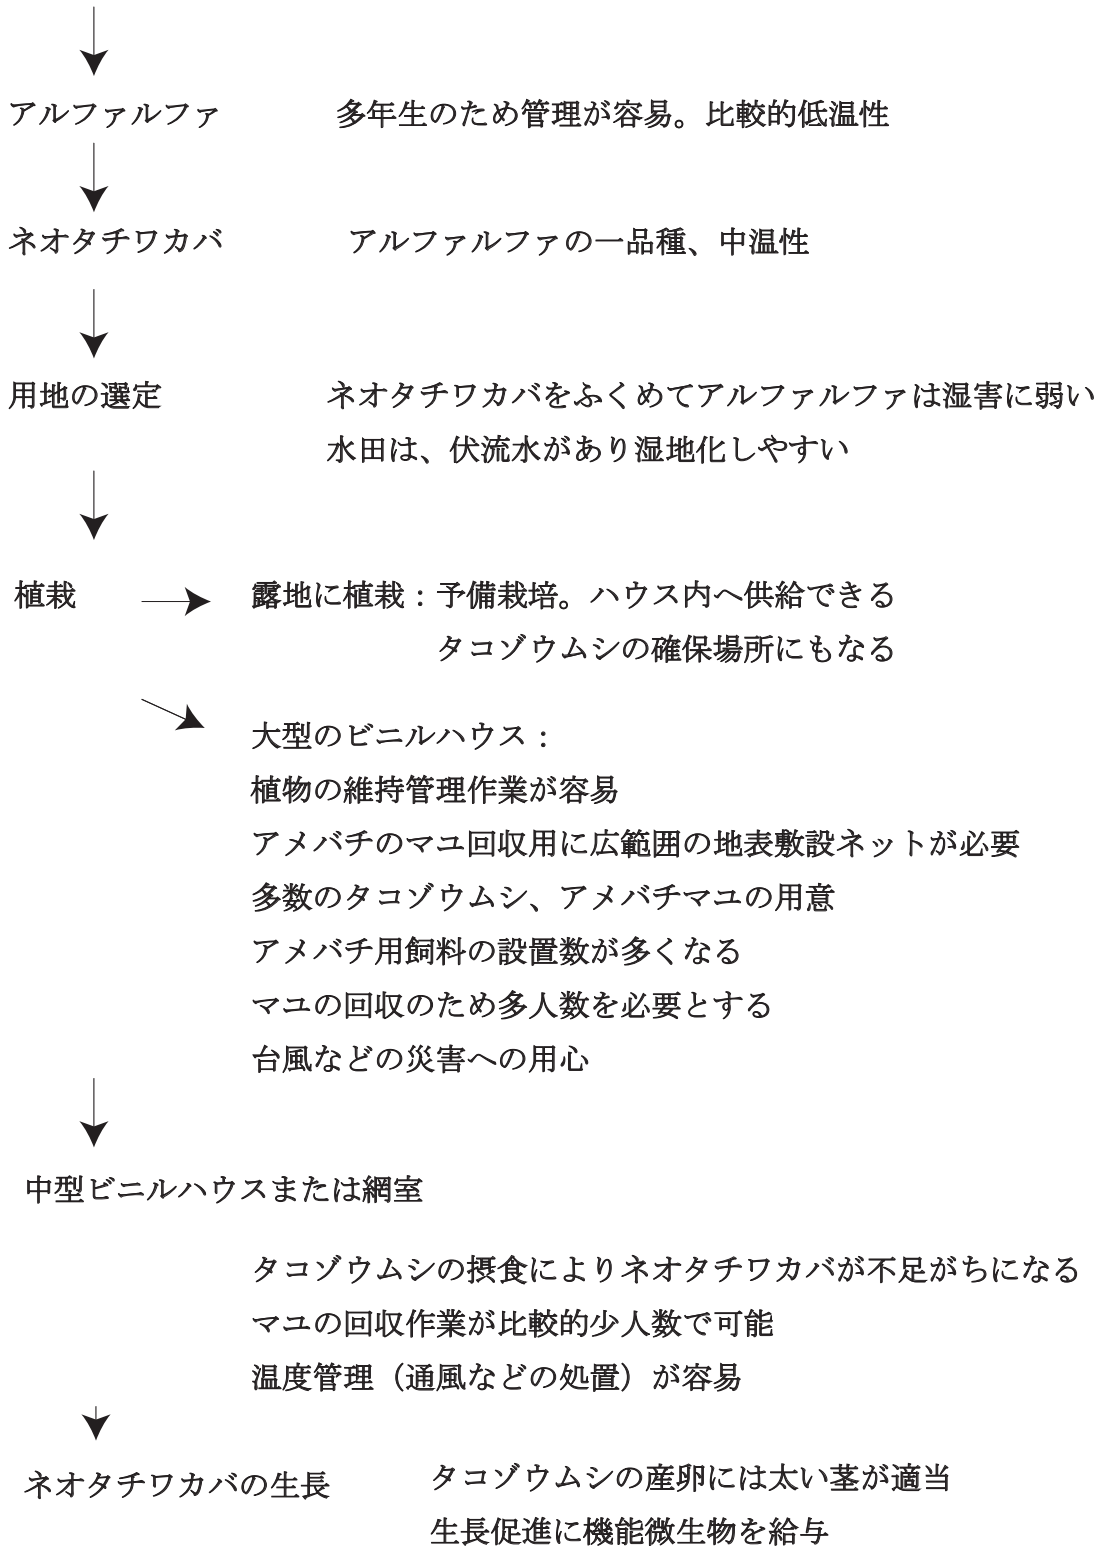 アルファルファ　多年生のため管理が容易。比較的低温性
ネオタチワカバ　アルファルファの一品種、中温性
用地の選定　ネオタチワカバをふくめてアルファルファは湿害に弱い
水田は、伏流水があり湿地化しやすい
植栽　露地に植栽：予備栽培。ハウス内へ供給できる
タコゾウムシの確保場所にもなる
大型のビニルハウス：
植物の維持管理作業が容易
アメバチのマユ回収用に広範囲の地表敷設ネットが必要
多数のタコゾウムシ、アメバチマユの用意
アメバチ用飼料の設置数が多くなる
マユの回収のため多人数を必要とする
台風などの災害への用心
中型ビニルハウスまたは網室
タコゾウムシの摂食によりネオタチワカバが不足がちになる
マユの回収作業が比較的少人数で可能
温度管理（通風などの処置）が容易
ネオタチワカバの生長　タコゾウムシの産卵には太い茎が適当
生長促進に機能微生物を給与